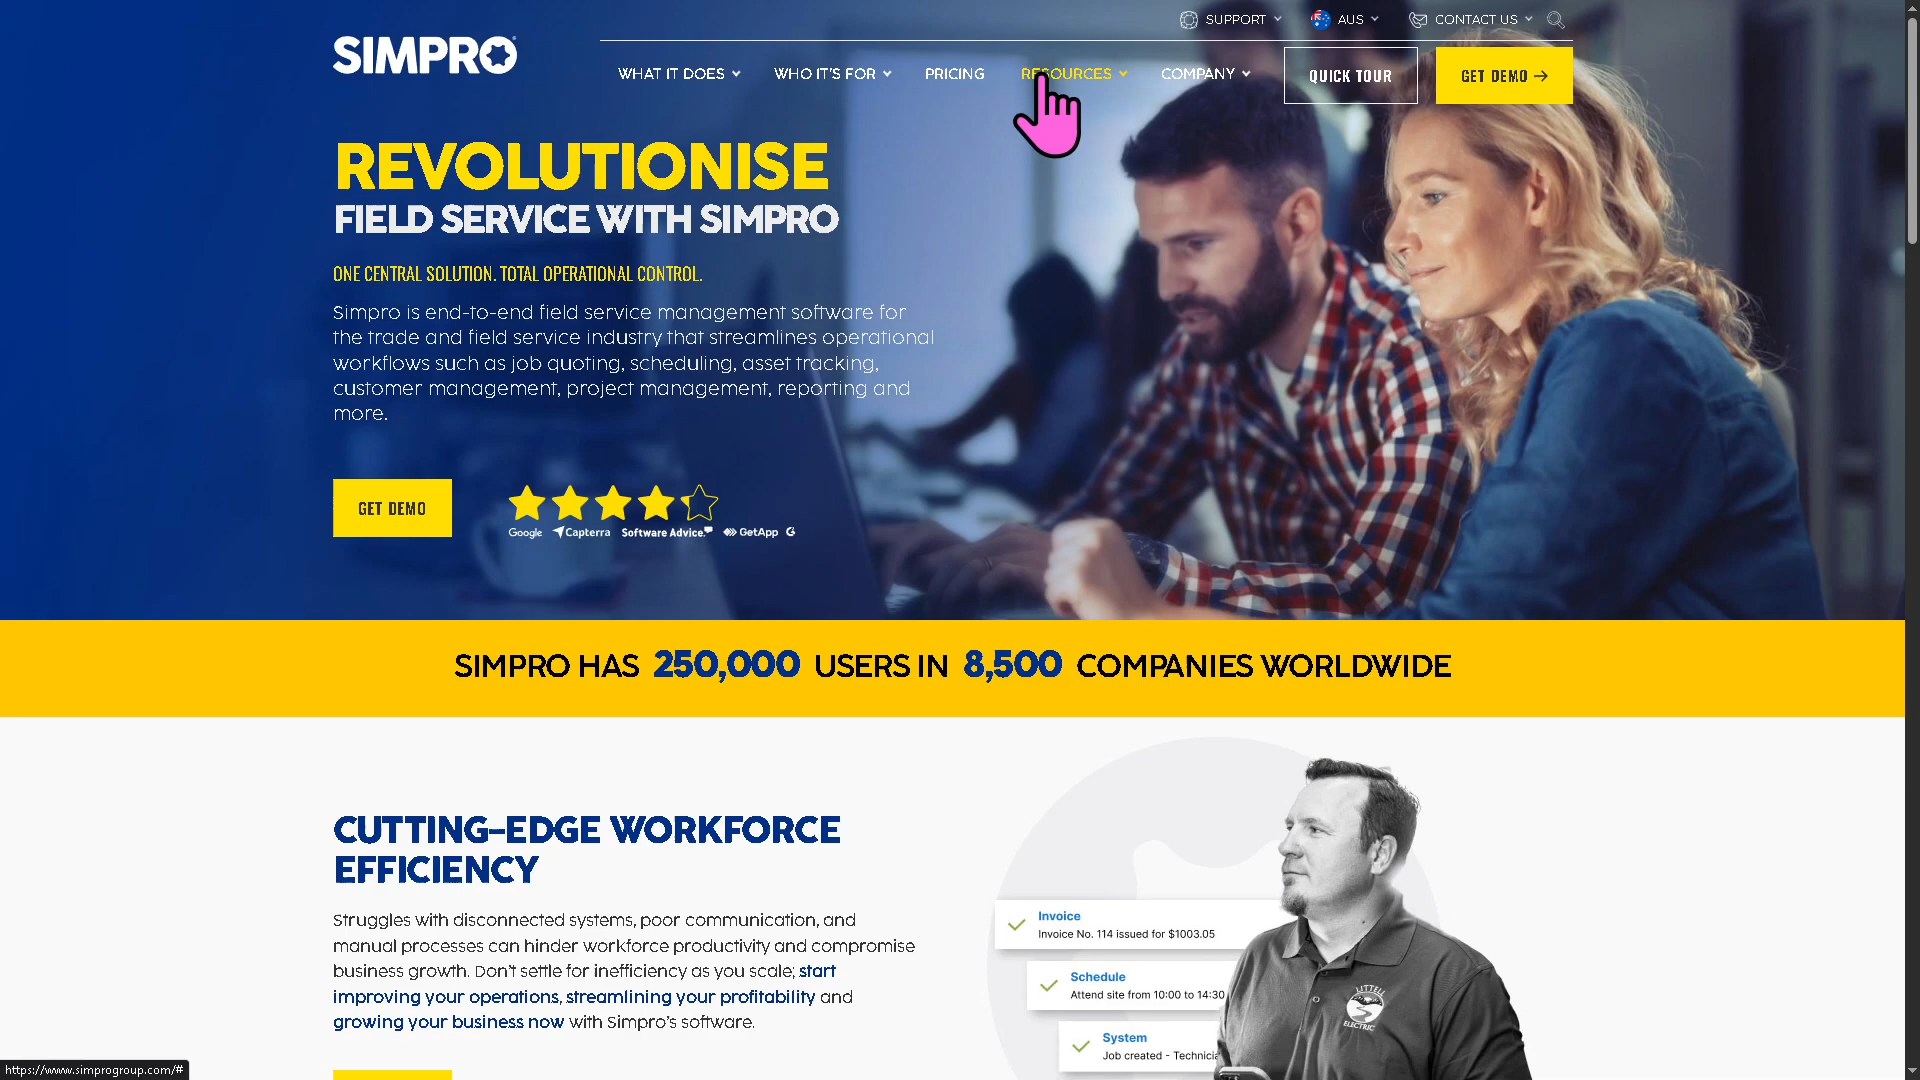 SUPPORT
AUS
CONTACT US
SIMPRO
WHAT IT DOES
WHO IT'S FOR
PRICING
RESOURCES
COMPANY
QUICK TOUR
GET DEMO →
REVOLUTIONISE
FIELD SERVICE WITH SIMPRO
ONE CENTRAL SOLUTION. TOTAL OPERATIONAL CONTROL.
Simpro is end-to-end field service management software for
the trade and field service industry that streamlines operational
workflows such as job quoting, scheduling, asset tracking,
customer management, project management, reporting and
more.
GET DEMO
Google Capterra Software Advice. GetApp G
SIMPRO HAS 250,000 USERS IN 8,500 COMPANIES WORLDWIDE
CUTTING-EDGE WORKFORCE
EFFICIENCY
Struggles with disconnected systems, poor communication, and
manual processes can hinder workforce productivity and compromise
business growth. Don't settle for inefficiency as you scale; start
improving your operations, streamlining your profitability and
growing your business now with Simpro's software.
Invoice
Invoice No. 114 issued for $1003.05
Schedule
Attend site from 10:00 to 14:30
System
Job created - Technicia
LITTELL
ELECTRIC
https://www.simprogroup.com/#